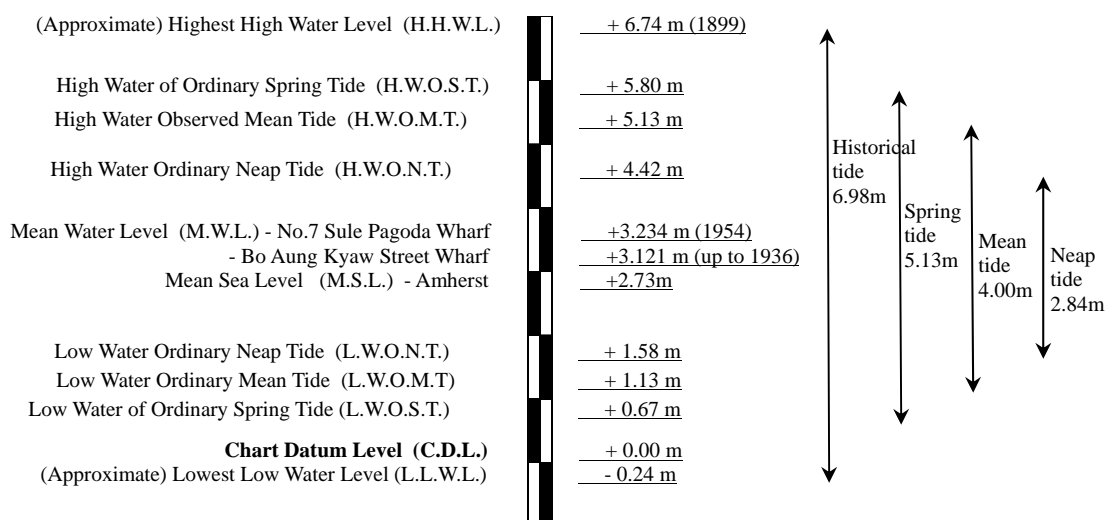 (Approximate) Highest High Water Level (H.H.W.L.) + 6.74 m (1899)
High Water of Ordinary Spring Tide (H.W.O.S.T.) + 5.80 m
High Water Observed Mean Tide (H.W.O.M.T.) + 5.13 m
High Water Ordinary Neap Tide (H.W.O.N.T.) + 4.42 m
Mean Water Level (M.W.L.) - No.7 Sule Pagoda Wharf +3.234 m (1954)
- Bo Aung Kyaw Street Wharf +3.121 m (up to 1936)
Mean Sea Level (M.S.L.) - Amherst +2.73m
Low Water Ordinary Neap Tide (L.W.O.N.T.) + 1.58 m
Low Water Ordinary Mean Tide (L.W.O.M.T) + 1.13 m
Low Water of Ordinary Spring Tide (L.W.O.S.T.) + 0.67 m
Chart Datum Level (C.D.L.) + 0.00 m
(Approximate) Lowest Low Water Level (L.L.W.L.) - 0.24 m
Historical
tide
6.98m
Spring
tide
5.13m
Mean
tide
4.00m
Neap
tide
2.84m